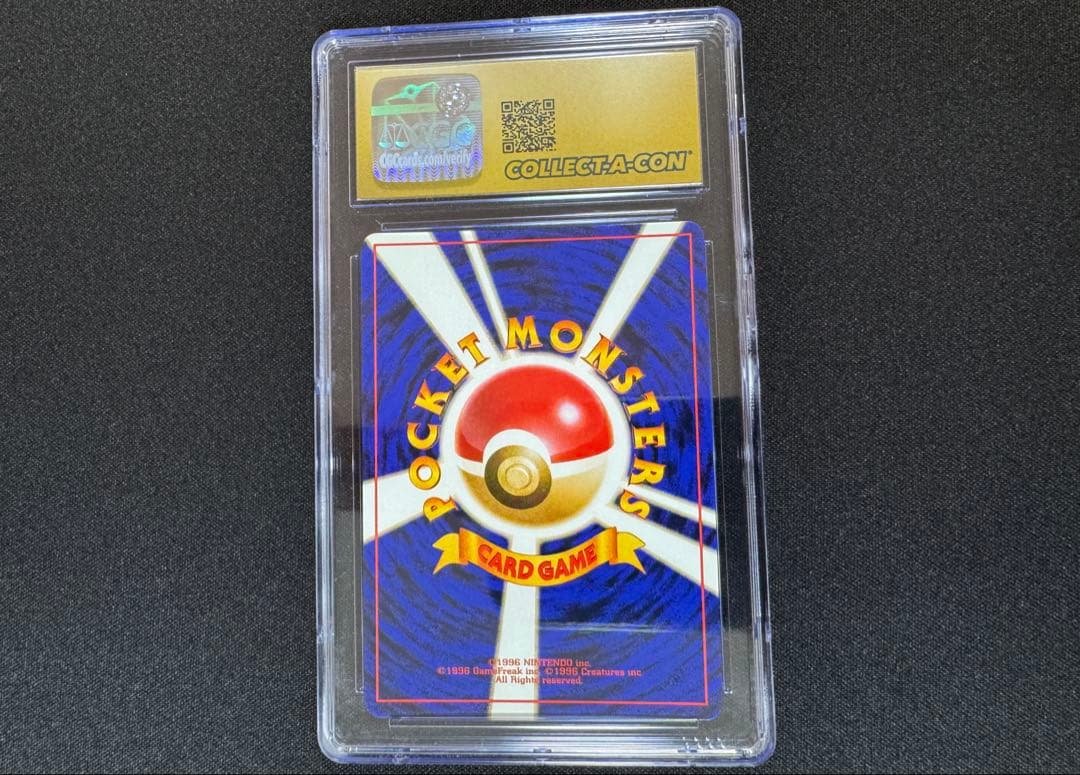 CGC
CGCcards.com/verify
COLLECT-A-CON
POCKET MONSTERS
CARD GAME
©1996 NINTENDO inc.
©1996 GameFreak inc. ©1996 Creatures inc.
All Rights reserved.